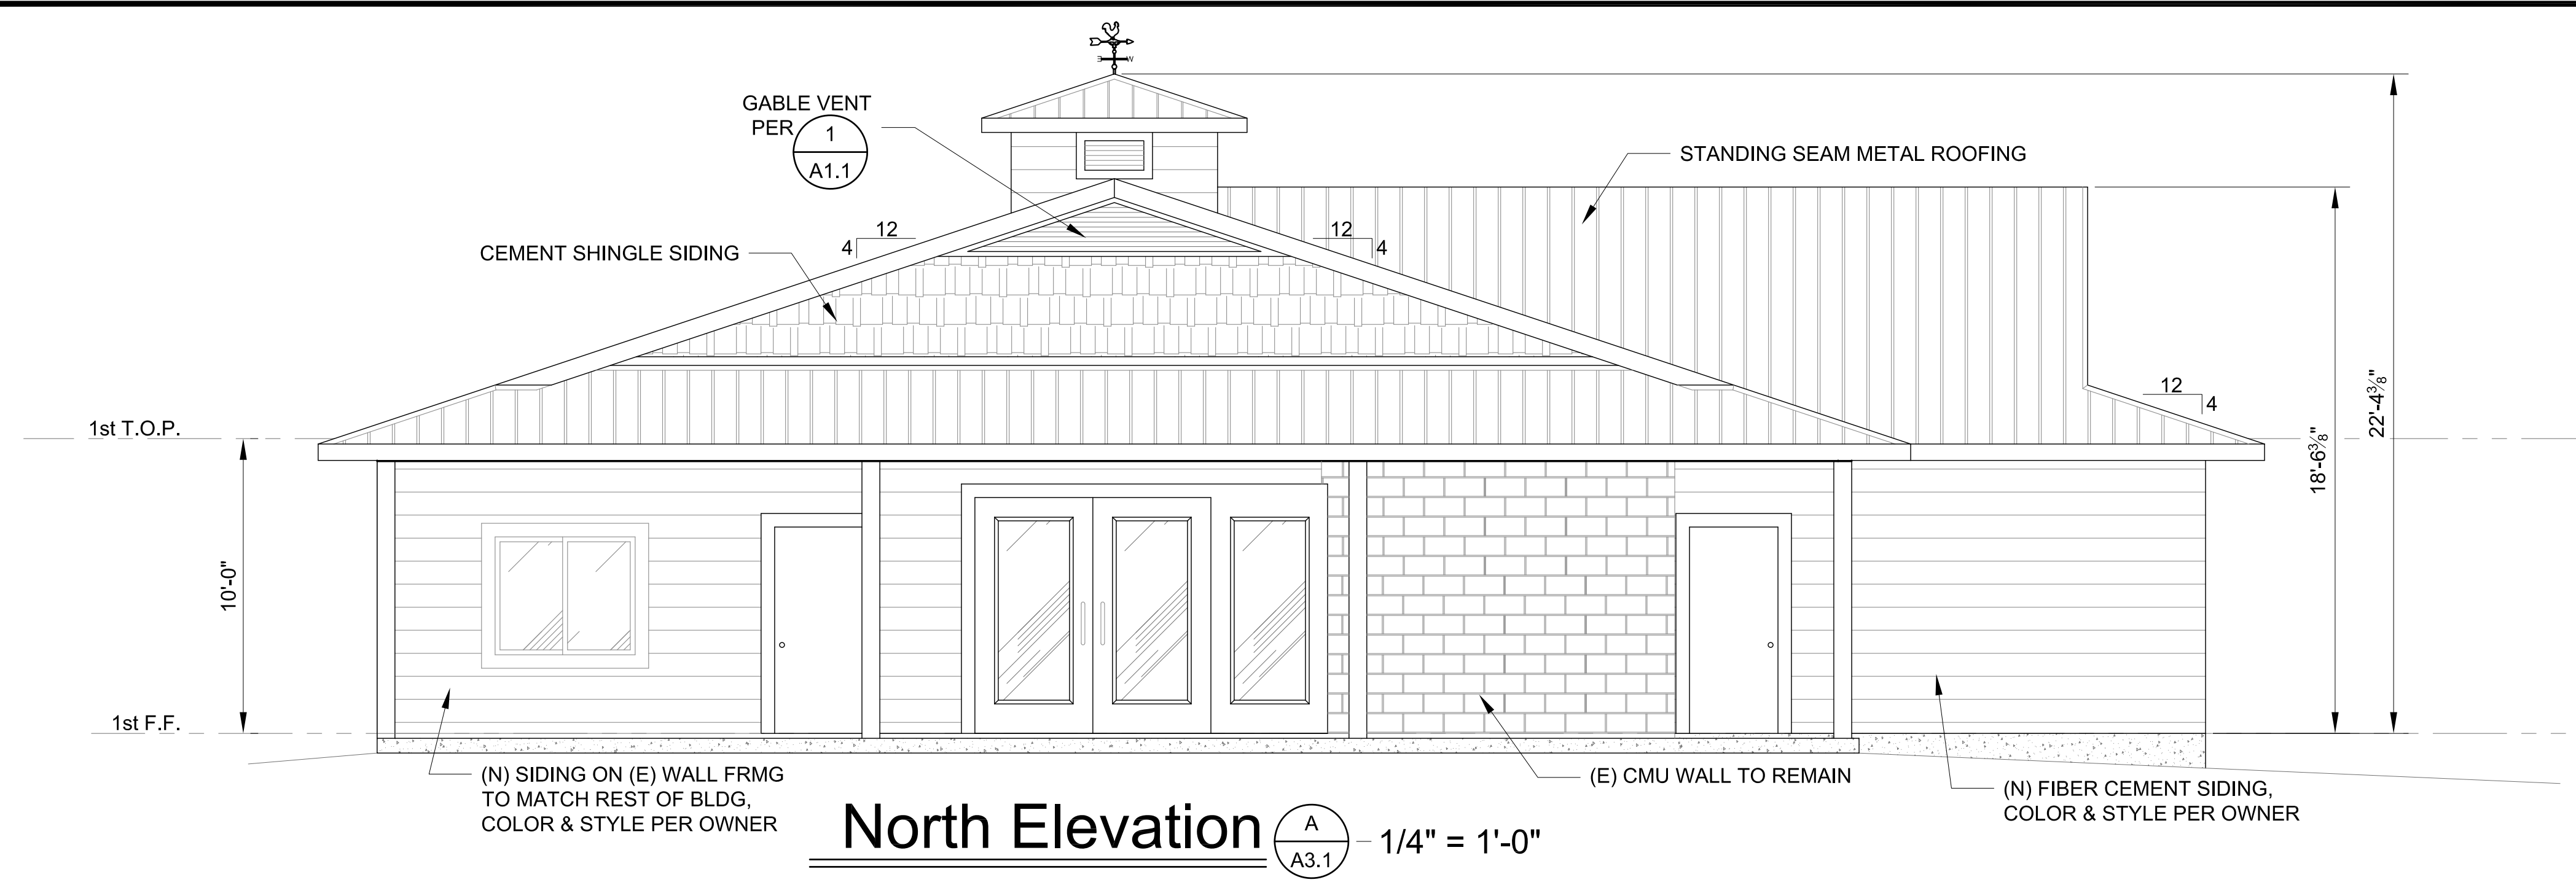 E W
GABLE VENT
PER
1
A1.1
STANDING SEAM METAL ROOFING
12
4
12
4
CEMENT SHINGLE SIDING
12
4
22'-4⅜"
18'-6⅜"
1st T.O.P.
10'-0"
1st F.F.
(N) SIDING ON (E) WALL FRMG
TO MATCH REST OF BLDG,
COLOR & STYLE PER OWNER
(E) CMU WALL TO REMAIN
(N) FIBER CEMENT SIDING,
COLOR & STYLE PER OWNER
North Elevation
A
A3.1
1/4" = 1'-0"